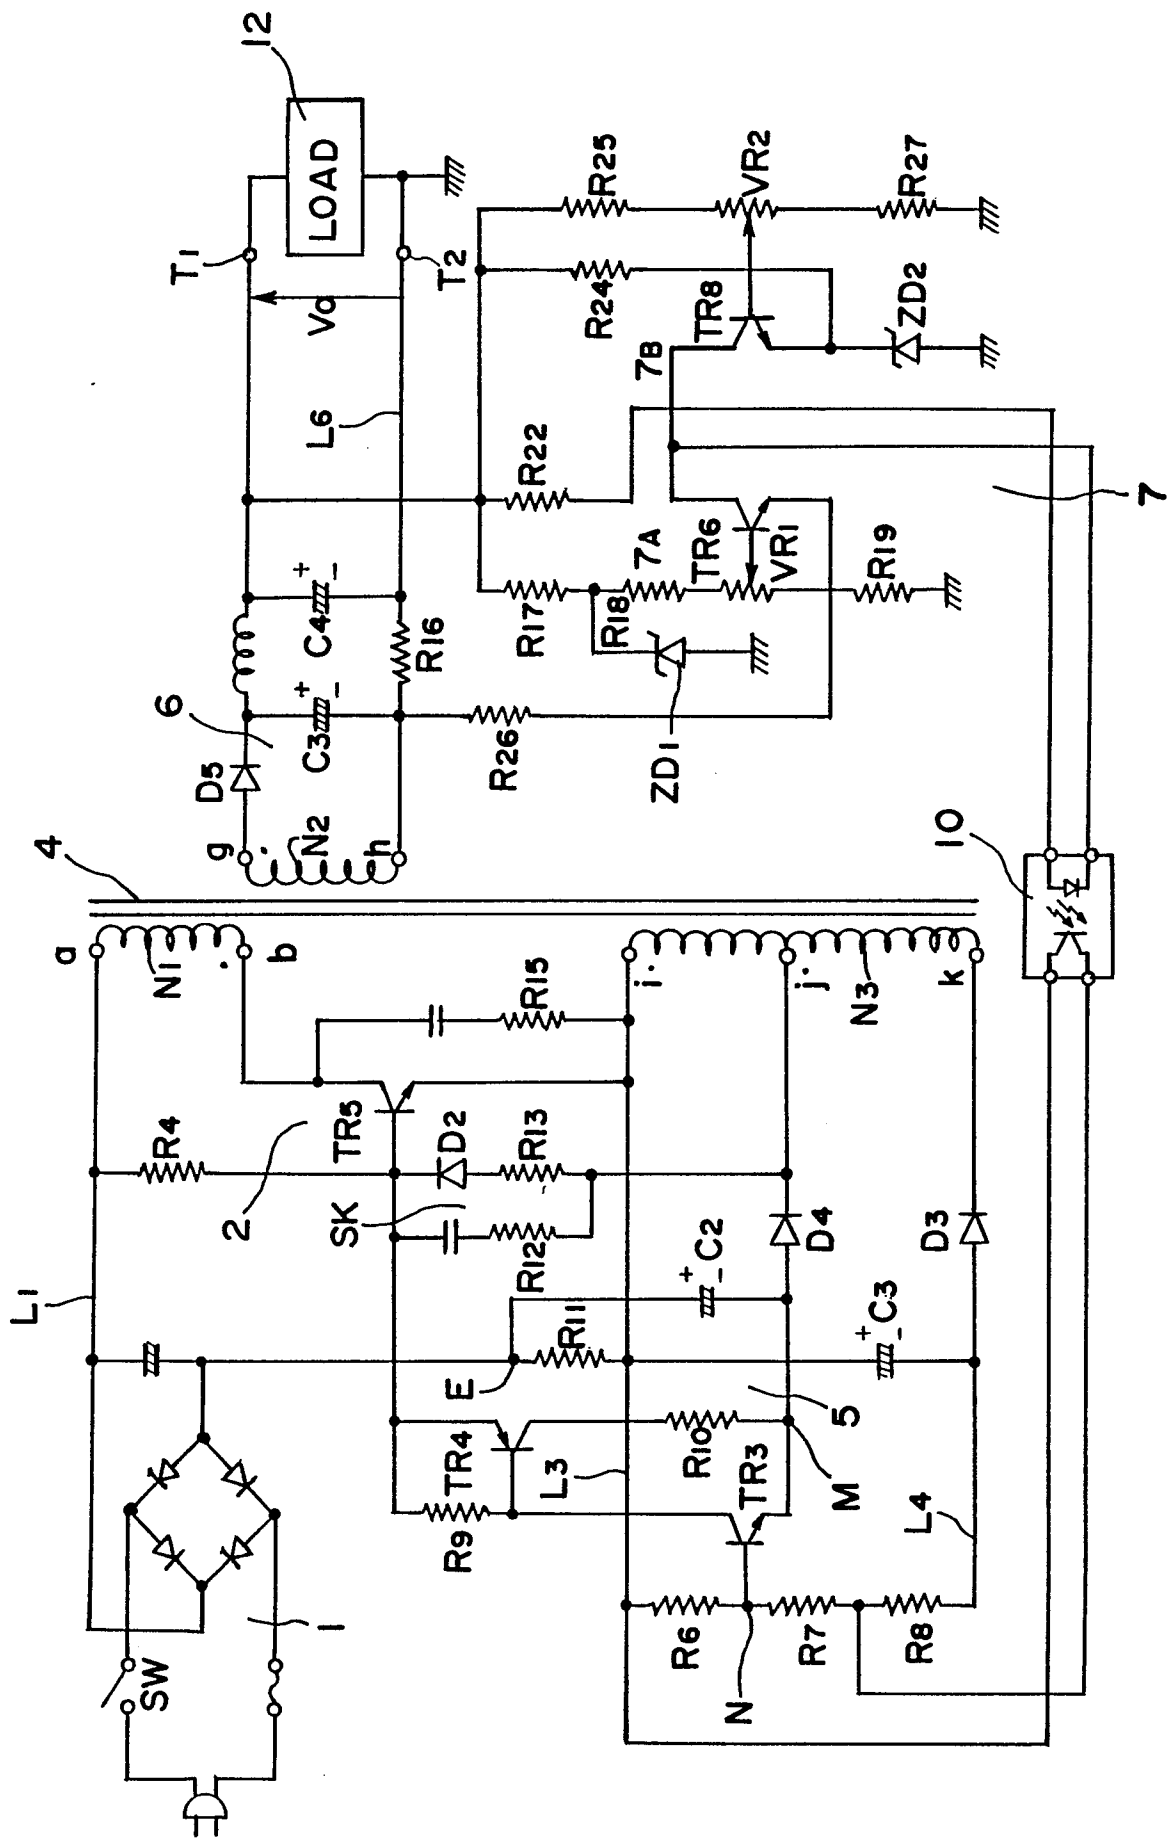 12
LOAD
T1
Vo
T2
L6
R25
VR2
R27
R24
TR8
ZD2
7B
R22
7
7A
TR6
VR1
R19
R17
R18
C4
+
-
R16
6
C3
+
-
D5
R26
ZD1
g
N2
h
4
10
a
N1
b
i
j
N3
k
R15
R4
2
TR5
D2
R13
SK
R12
L1
C2
+
-
D4
D3
R11
E
C3
+
-
5
R10
TR4
L3
TR3
M
L4
R9
1
R6
N
R7
R8
SW